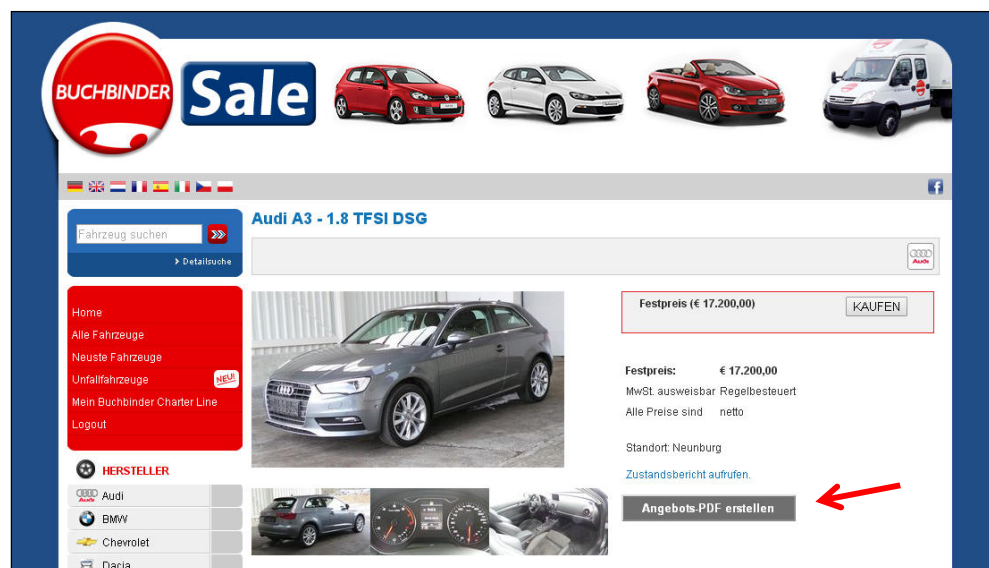 BUCHBINDER
Sale
Audi A3 - 1.8 TFSI DSG
Fahrzeug suchen
Detailsuche
Audi
Home
Alle Fahrzeuge
Neuste Fahrzeuge
Unfallfahrzeuge
NEU!
Mein Buchbinder Charter Line
Logout
Festpreis (€ 17.200,00)
KAUFEN
Festpreis: € 17.200,00
MwSt. ausweisbar Regelbesteuert
Alle Preise sind netto
Standort: Neunburg
Zustandsbericht aufrufen.
Angebots-PDF erstellen
HERSTELLER
Audi
Audi
BMW
Chevrolet
Dacia